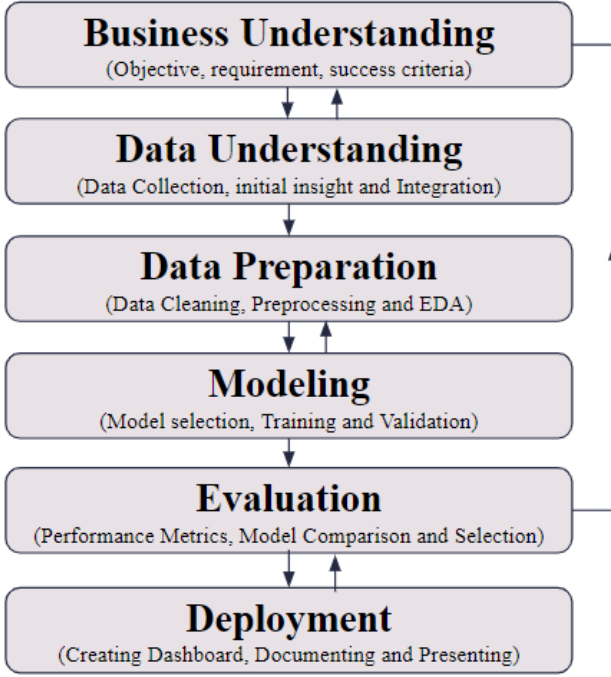 Business Understanding
(Objective, requirement, success criteria)
Data Understanding
(Data Collection, initial insight and Integration)
Data Preparation
(Data Cleaning, Preprocessing and EDA)
Modeling
(Model selection, Training and Validation)
Evaluation
(Performance Metrics, Model Comparison and Selection)
Deployment
(Creating Dashboard, Documenting and Presenting)